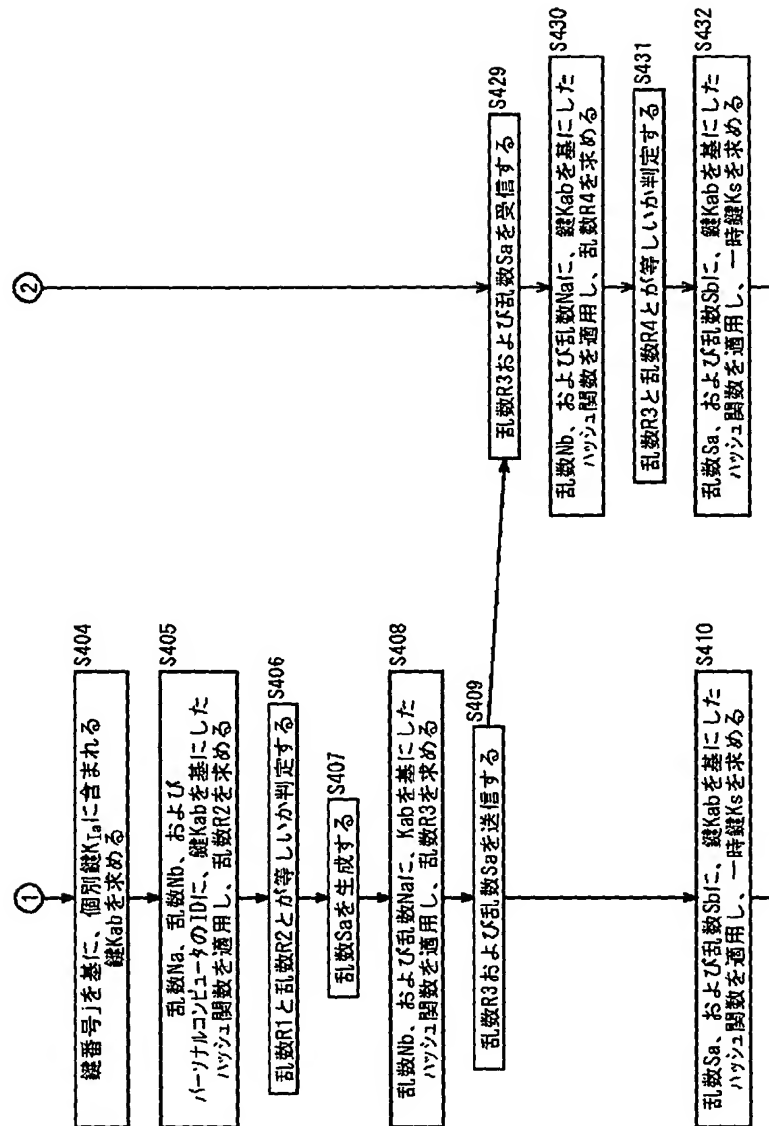 ①
S404
鍵番号jを基に、個別鍵KIaに含まれる
鍵Kabを求める
S405
乱数Na、乱数Nb、および
パーソナルコンピュータのIDに、鍵Kabを基にした
ハッシュ関数を適用し、乱数R2を求める
S406
乱数R1と乱数R2とが等しいか判定する
S407
乱数Saを生成する
S408
乱数Nb、および乱数Naに、Kabを基にした
ハッシュ関数を適用し、乱数R3を求める
S409
乱数R3および乱数Saを送信する
S410
乱数Sa、および乱数Sbに、鍵Kabを基にした
ハッシュ関数を適用し、一時鍵Ksを求める
②
S429
乱数R3および乱数Saを受信する
S430
乱数Nb、および乱数Naに、鍵Kabを基にした
ハッシュ関数を適用し、乱数R4を求める
S431
乱数R3と乱数R4とが等しいか判定する
S432
乱数Sa、および乱数Sbに、鍵Kabを基にした
ハッシュ関数を適用し、一時鍵Ksを求める